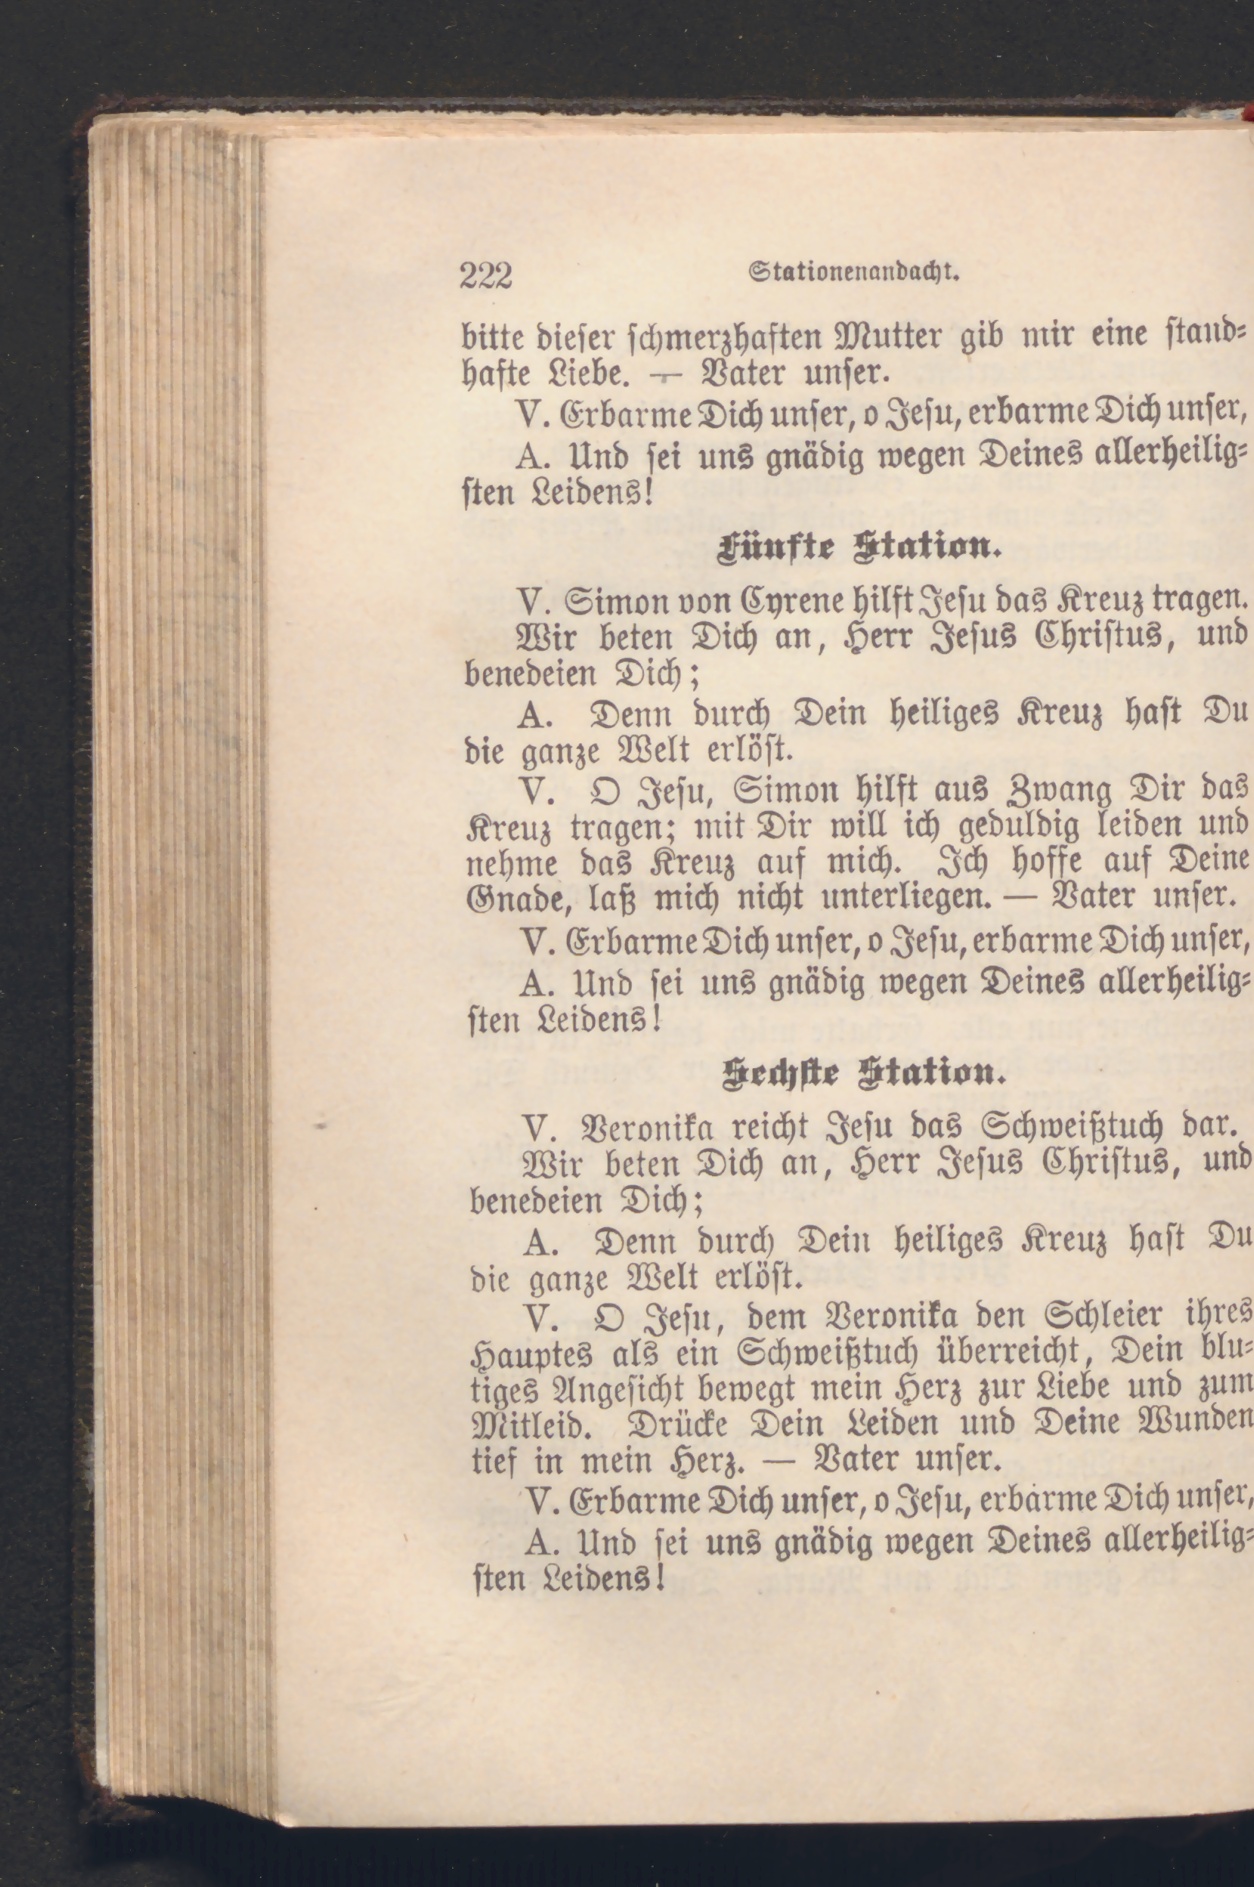 222 Stationenandacht.
bitte dieser schmerzhaften Mutter gib mir eine stand-
hafte Liebe. — Vater unser.
V. Erbarme Dich unser, o Jesu, erbarme Dich unser,
A. Und sei uns gnädig wegen Deines allerheilig-
sten Leidens!
Fünfte Station.
V. Simon von Cyrene hilft Jesu das Kreuz tragen.
Wir beten Dich an, Herr Jesus Christus, und
benedeien Dich;
A. Denn durch Dein heiliges Kreuz hast Du
die ganze Welt erlöst.
V. O Jesu, Simon hilft aus Zwang Dir das
Kreuz tragen; mit Dir will ich geduldig leiden und
nehme das Kreuz auf mich. Ich hoffe auf Deine
Gnade, laß mich nicht unterliegen. — Vater unser.
V. Erbarme Dich unser, o Jesu, erbarme Dich unser,
A. Und sei uns gnädig wegen Deines allerheilig-
sten Leidens!
Sechste Station.
V. Veronika reicht Jesu das Schweißtuch dar.
Wir beten Dich an, Herr Jesus Christus, und
benedeien Dich;
A. Denn durch Dein heiliges Kreuz hast Du
die ganze Welt erlöst.
V. O Jesu, dem Veronika den Schleier ihres
Hauptes als ein Schweißtuch überreicht, Dein blu-
tiges Angesicht bewegt mein Herz zur Liebe und zum
Mitleid. Drücke Dein Leiden und Deine Wunden
tief in mein Herz. — Vater unser.
V. Erbarme Dich unser, o Jesu, erbarme Dich unser,
A. Und sei uns gnädig wegen Deines allerheilig-
sten Leidens!